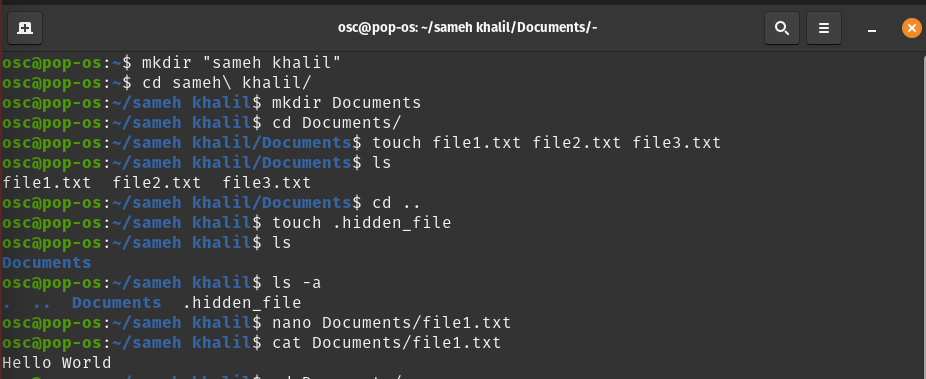 osc@pop-os: ~/sameh khalil/Documents/-
osc@pop-os:~$ mkdir "sameh khalil"
osc@pop-os:~$ cd sameh\ khalil/
osc@pop-os:~/sameh khalil$ mkdir Documents
osc@pop-os:~/sameh khalil$ cd Documents/
osc@pop-os:~/sameh khalil/Documents$ touch file1.txt file2.txt file3.txt
osc@pop-os:~/sameh khalil/Documents$ ls
file1.txt  file2.txt  file3.txt
osc@pop-os:~/sameh khalil/Documents$ cd ..
osc@pop-os:~/sameh khalil$ touch .hidden_file
osc@pop-os:~/sameh khalil$ ls
Documents
osc@pop-os:~/sameh khalil$ ls -a
.  ..  Documents  .hidden_file
osc@pop-os:~/sameh khalil$ nano Documents/file1.txt
osc@pop-os:~/sameh khalil$ cat Documents/file1.txt
Hello World